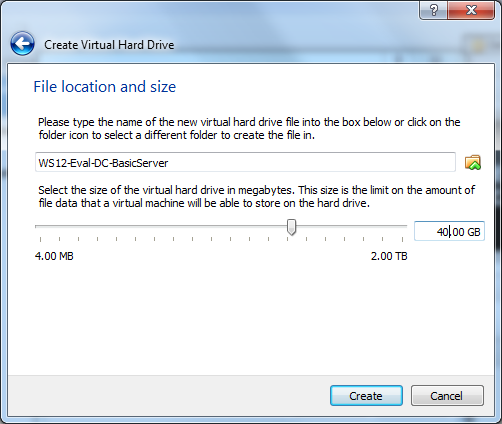 ?
Create Virtual Hard Drive
File location and size
Please type the name of the new virtual hard drive file into the box below or click on the
folder icon to select a different folder to create the file in.
WS12-Eval-DC-BasicServer
Select the size of the virtual hard drive in megabytes. This size is the limit on the amount of
file data that a virtual machine will be able to store on the hard drive.
40.00 GB
4.00 MB 2.00 TB
Create Cancel